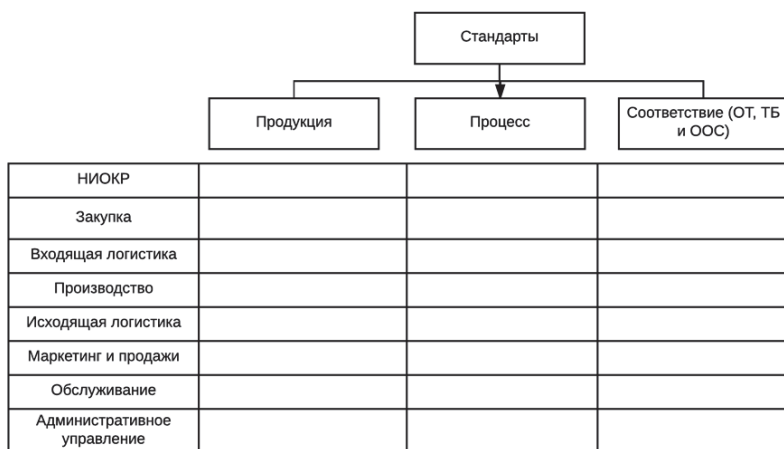 Стандарты
Продукция
Процесс
Соответствие (ОТ, ТБ
и ООС)
НИОКР
Закупка
Входящая логистика
Производство
Исходящая логистика
Маркетинг и продажи
Обслуживание
Административное
управление